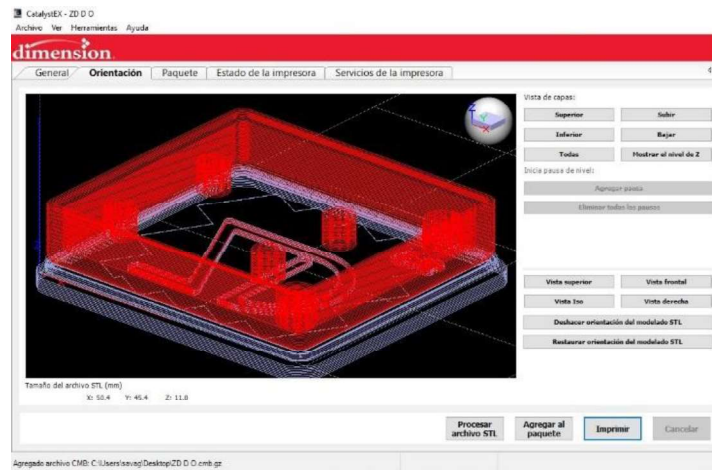 CatalystEX - ZD D O
Archivo Ver Herramientas Ayuda
dimension
General Orientación Paquete Estado de la impresora Servicios de la impresora
Vista de capas:
Superior Subir
Inferior Bajar
Todas Mostrar el nivel de Z
Inicia pausa de nivel:
Agregar pausa
Eliminar todas las pausas
Z
X
Vista superior Vista frontal
Vista Iso Vista derecha
Deshacer orientación del modelado STL
Restaurar orientación del modelado STL
Tamaño del archivo STL (mm)
X: 52.4 Y: 45.4 Z: 11.8
Procesar archivo STL
Agregar al paquete
Imprimir
Cancelar
Agregado archivo CMB: C:\Users\savag\Desktop\ZD D O.cmb.gz